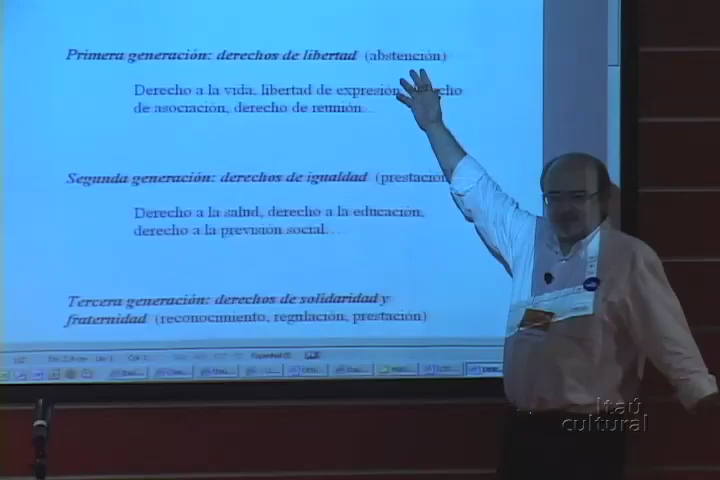 Primera generación: derechos de libertad (abstención)
Derecho a la vida, libertad de expresión,
de asociación, derecho de reunión...
Segunda generación: derechos de igualdad
Derecho a la salud, derecho a la educación,
derecho a la previsión social....
Tercera generación: derechos de solidaridad y
fraternidad (reconocimiento, regulación, prestación)
Itaú
cultural